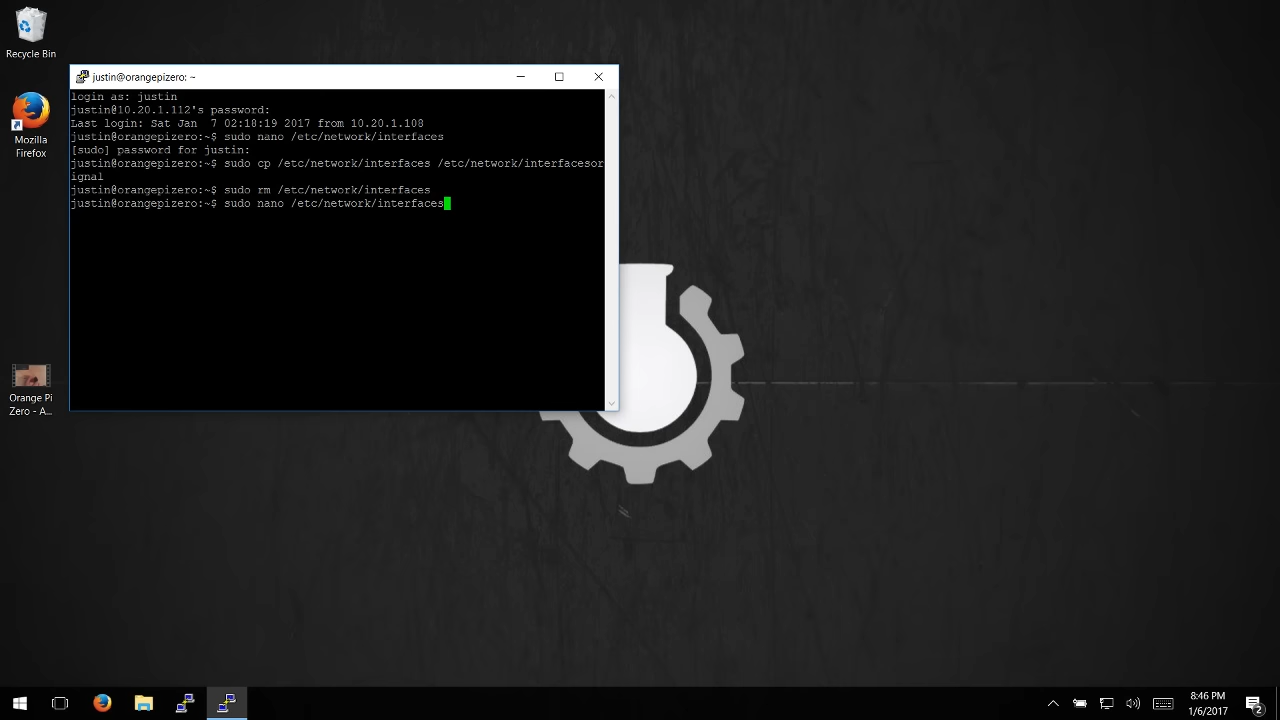 Recycle Bin
Mozilla
Firefox
Orange Pi
Zero - A...
justin@orangepizero: ~
login as: justin
justin@10.20.1.112's password:
Last login: Sat Jan  7 02:18:19 2017 from 10.20.1.108
justin@orangepizero:~$ sudo nano /etc/network/interfaces
[sudo] password for justin:
justin@orangepizero:~$ sudo cp /etc/network/interfaces /etc/network/interfacesor
ignal
justin@orangepizero:~$ sudo rm /etc/network/interfaces
justin@orangepizero:~$ sudo nano /etc/network/interfaces
8:46 PM
1/6/2017
2